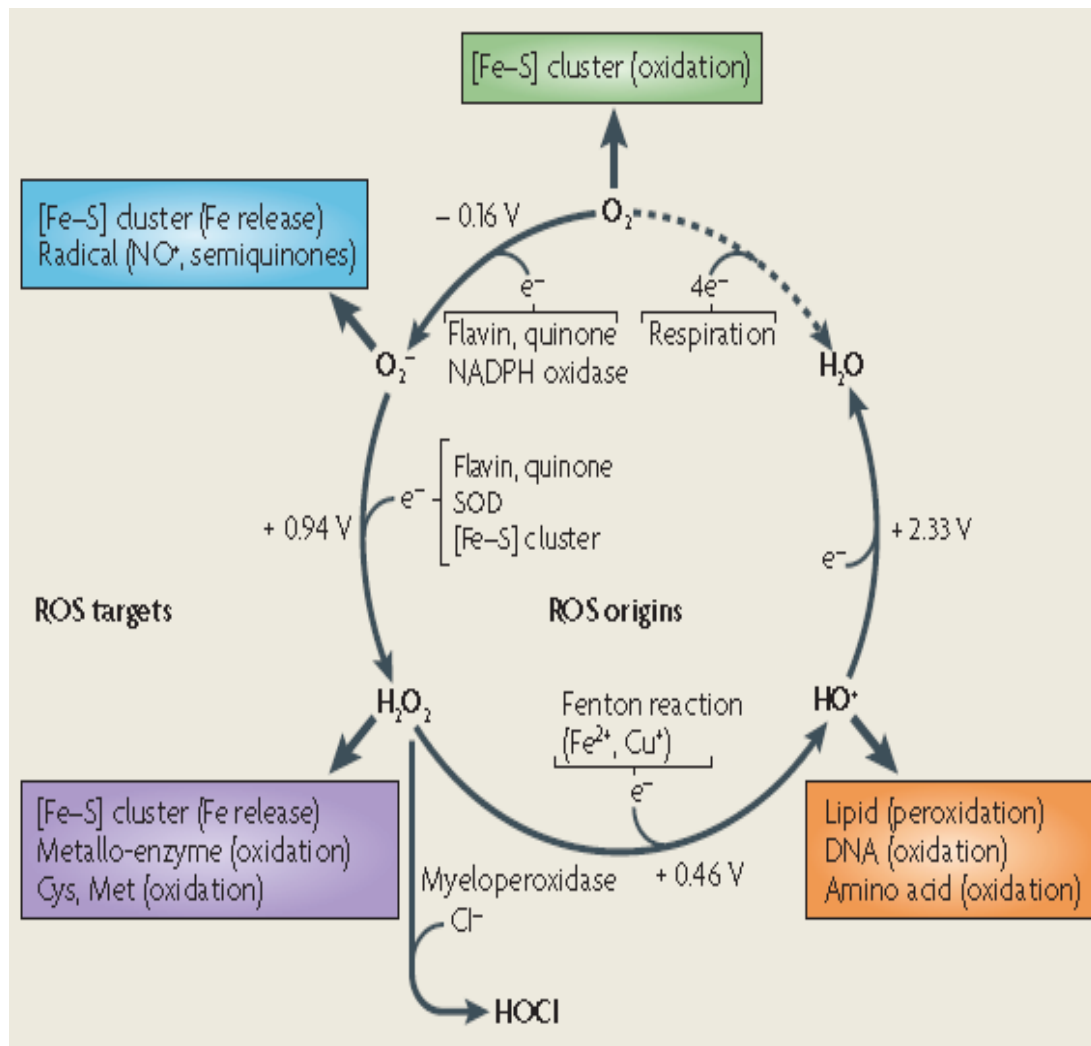 [Fe–S] cluster (oxidation)
[Fe–S] cluster (Fe release)
Radical (NO•, semiquinones)
– 0.16 V
O₂
e⁻
4e⁻
Flavin, quinone
NADPH oxidase
Respiration
O₂⁻
H₂O
Flavin, quinone
e⁻
SOD
[Fe–S] cluster
+ 0.94 V
+ 2.33 V
e⁻
ROS targets
ROS origins
H₂O₂
Fenton reaction
(Fe²⁺, Cu⁺)
e⁻
HO•
[Fe–S] cluster (Fe release)
Metallo-enzyme (oxidation)
Cys, Met (oxidation)
Lipid (peroxidation)
DNA (oxidation)
Amino acid (oxidation)
+ 0.46 V
Myeloperoxidase
Cl⁻
HOCl